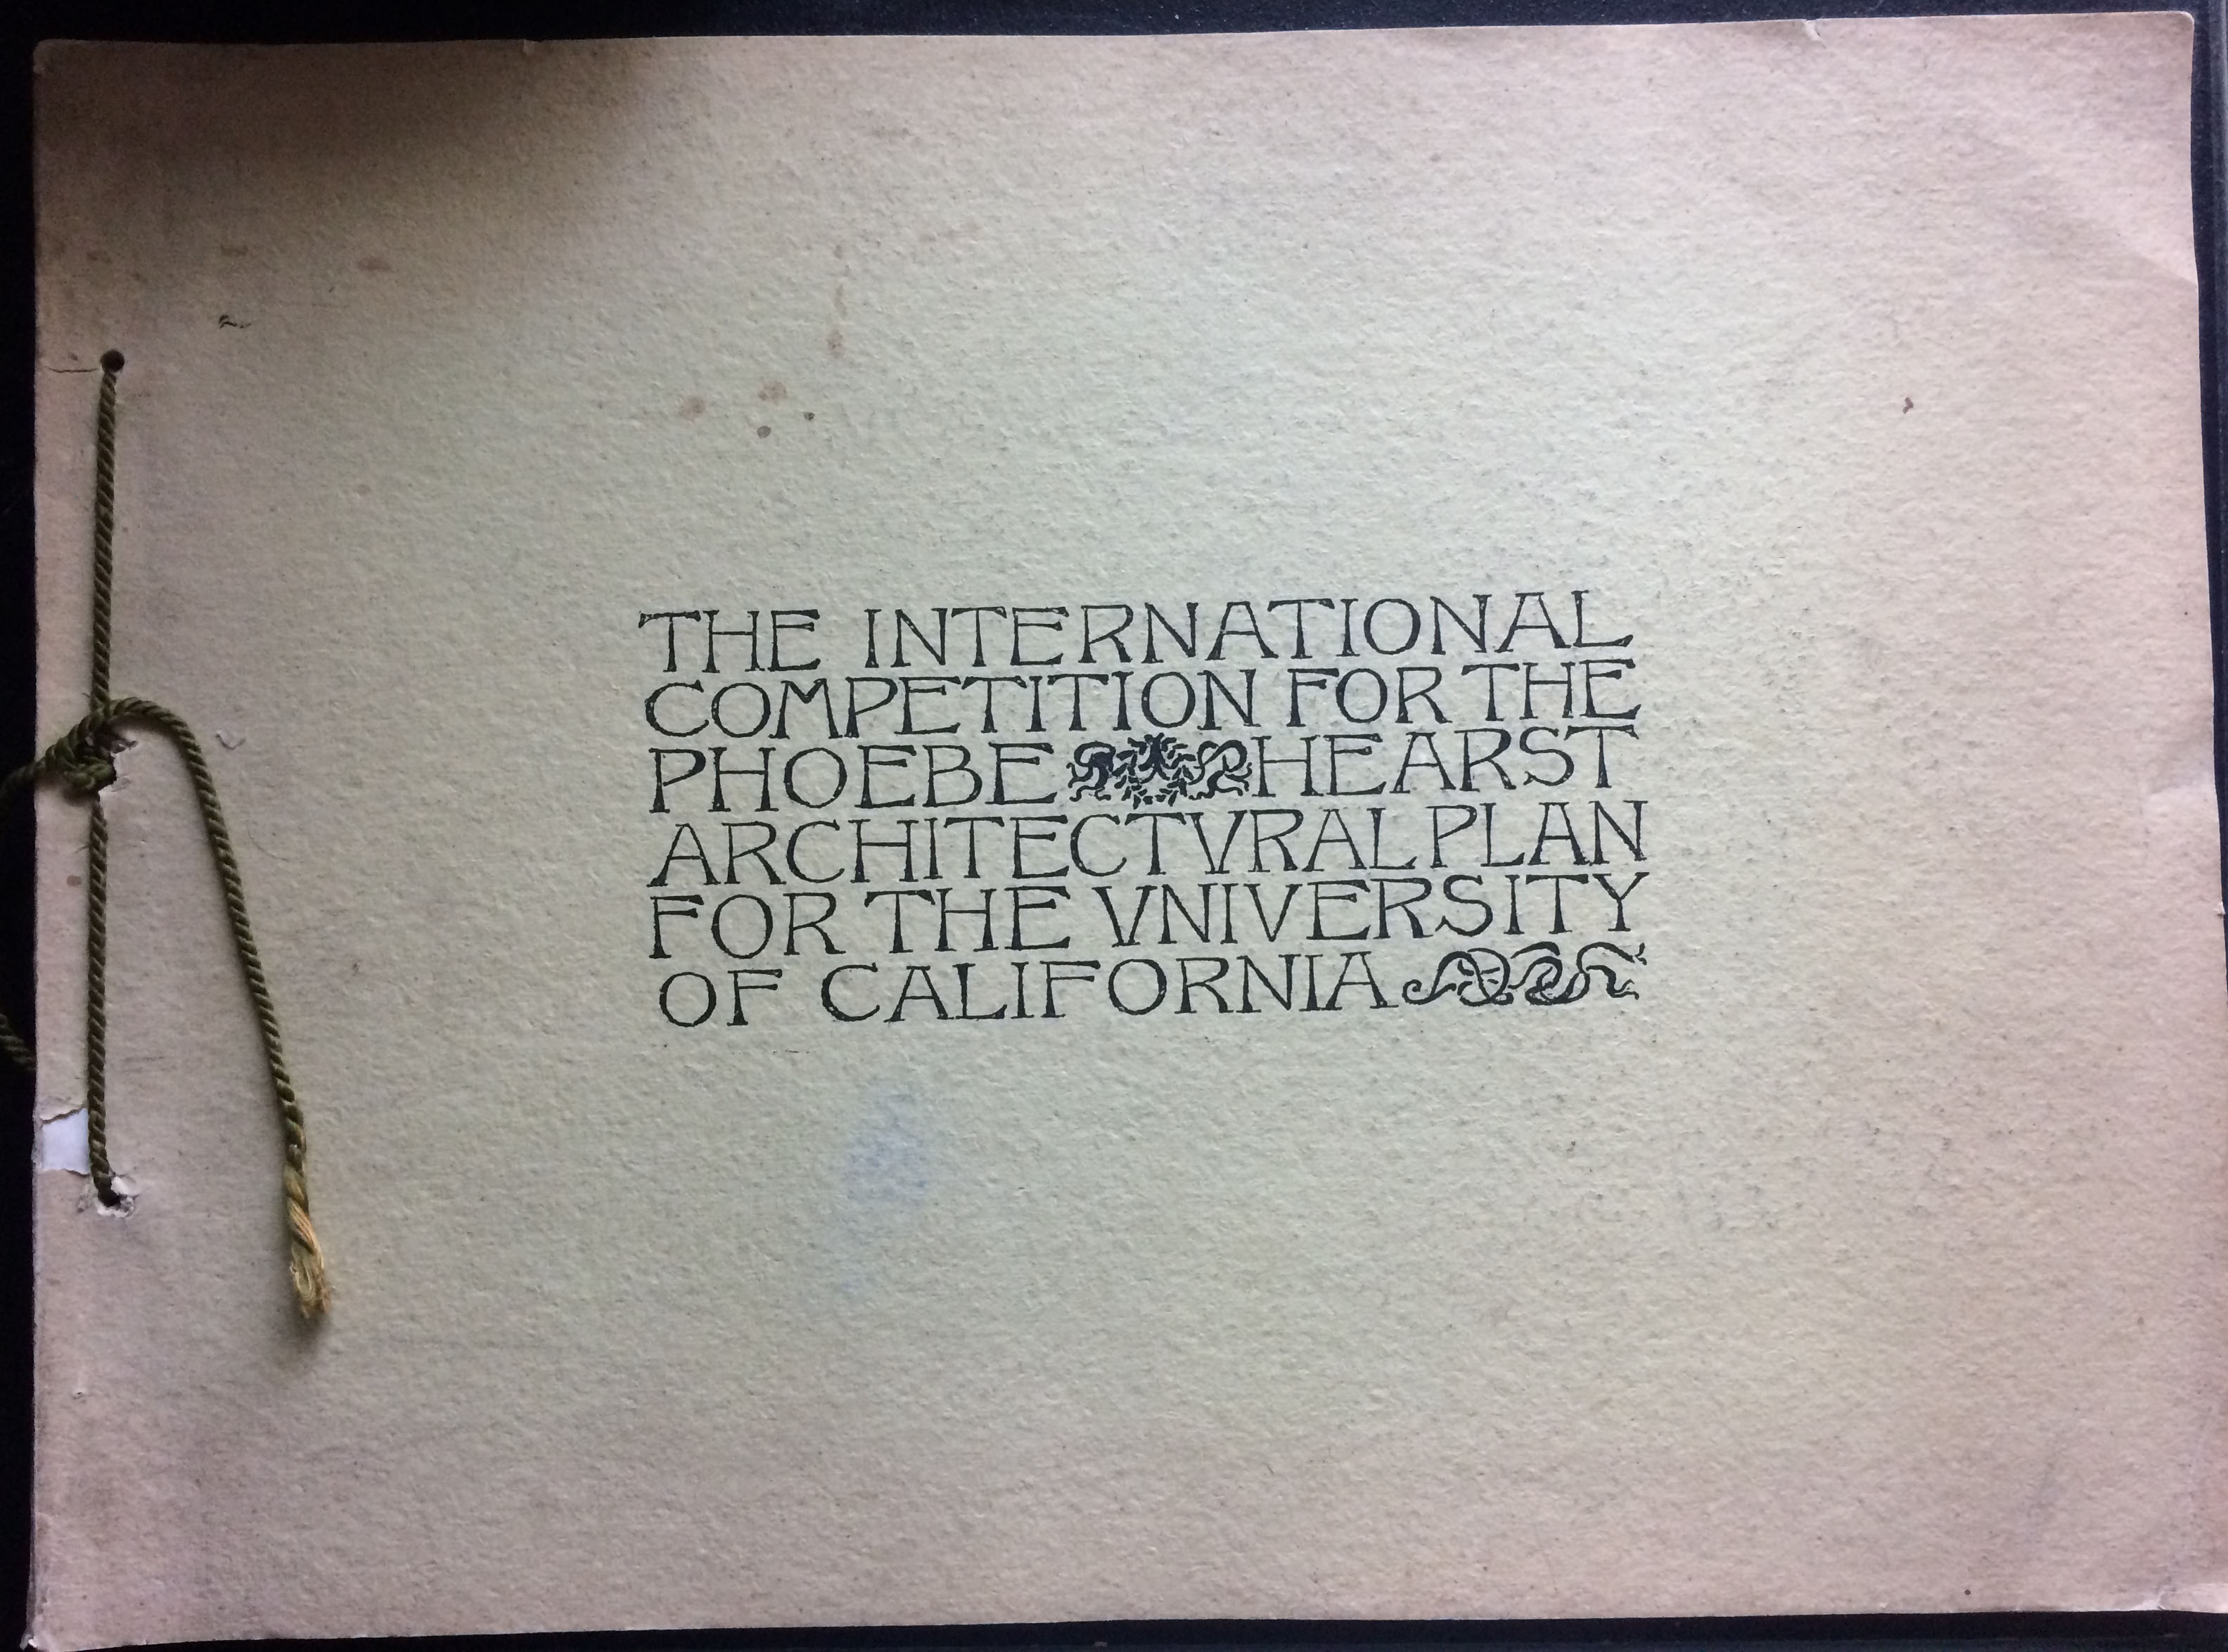 THE INTERNATIONAL
COMPETITION FOR THE
PHOEBE HEARST
ARCHITECTVRAL PLAN
FOR THE VNIVERSITY
OF CALIFORNIA